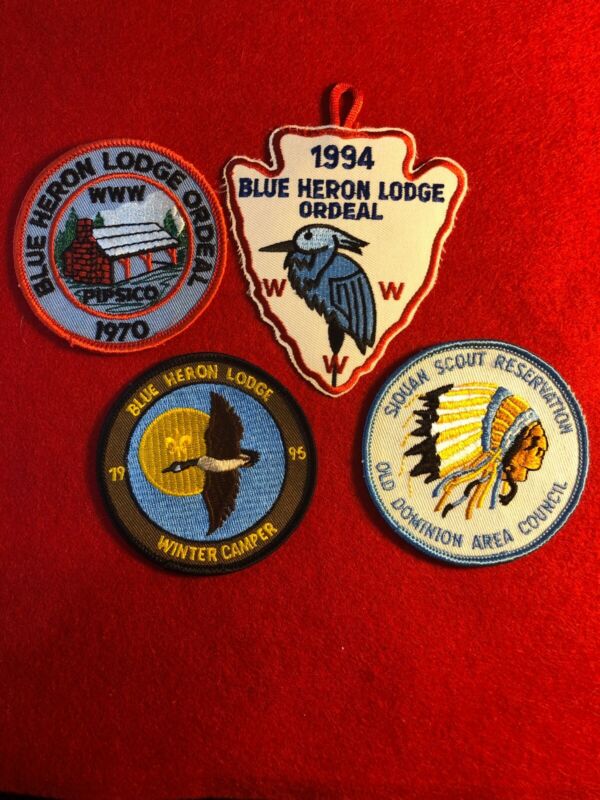 BLUE HERON LODGE ORDEAL
WWW
PIPSICO
1970
1994
BLUE HERON LODGE
ORDEAL
W W
W
BLUE HERON LODGE
19 95
WINTER CAMPER
SIOUAN SCOUT RESERVATION
OLD DOMINION AREA COUNCIL